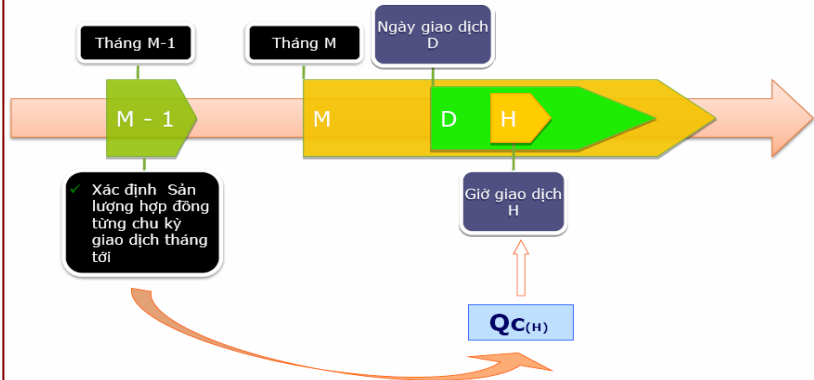 Tháng M-1
Tháng M
Ngày giao dịch
D
M - 1
M
D
H
✓ Xác định Sản
lượng hợp đồng
từng chu kỳ
giao dịch tháng
tới
Giờ giao dịch
H
Qc(H)